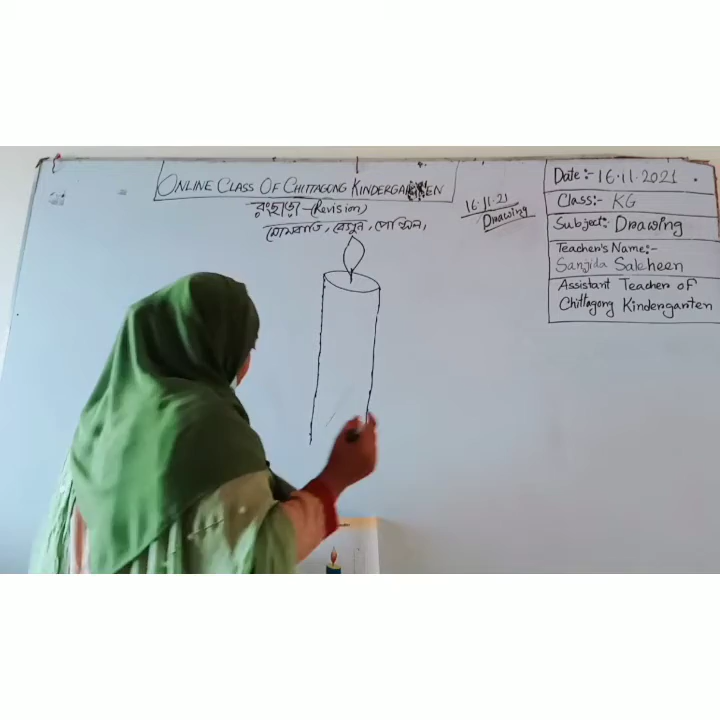 ONLINE CLASS OF CHITTAGONG KINDERGARTEN
রংছাড়া - (Revision)
মোমবাতি, বেলুন, পেন্সিল,
16.11.21
Drawing
Date:- 16.11.2021
Class:- KG
Subject:- Drawing
Teacher's Name:-
Sanjida Saleheen
Assistant Teacher of
Chittagong Kindergarten